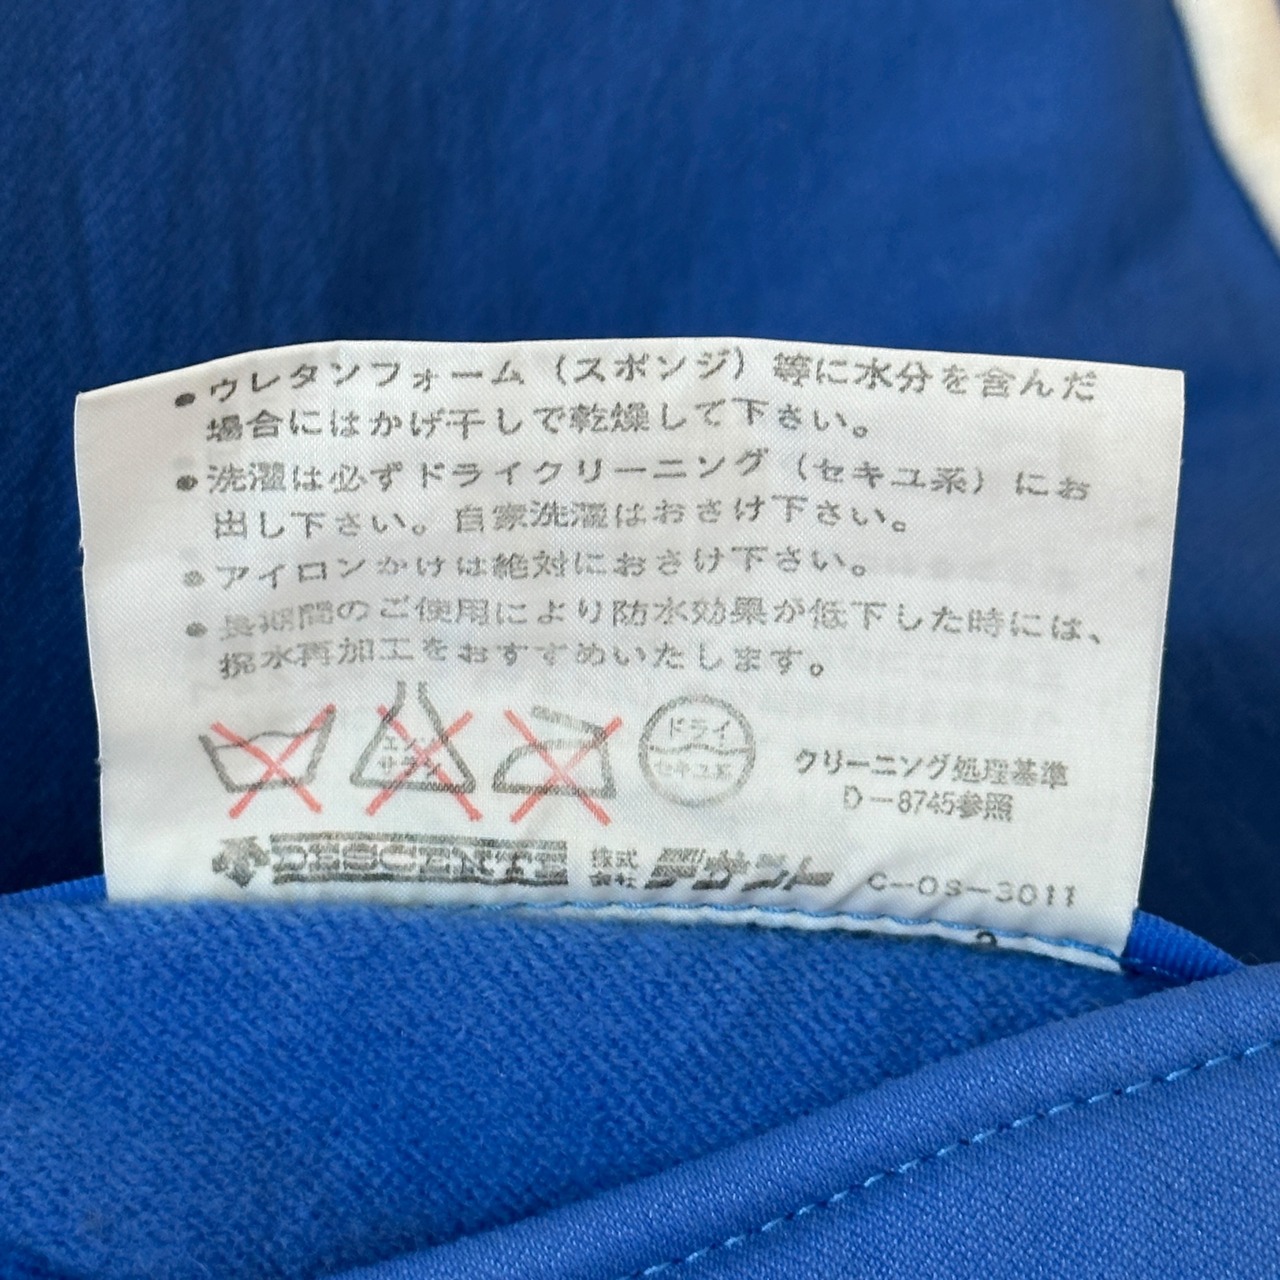 ● ウレタンフォーム（スポンジ）等に水分を含んだ
場合にはかげ干しで乾燥して下さい。
● 洗濯は必ずドライクリーニング（セキユ系）にお
出し下さい。自家洗濯はおさけ下さい。
● アイロンかけは絶対におさけ下さい。
● 長期間のご使用により防水効果が低下した時には、
撥水再加工をおすすめいたします。
エンソ
サラシ
ドライ
セキユ系
クリーニング処理基準
D－8745参照
DESCENTE 株式会社 デサント C－OS－3011